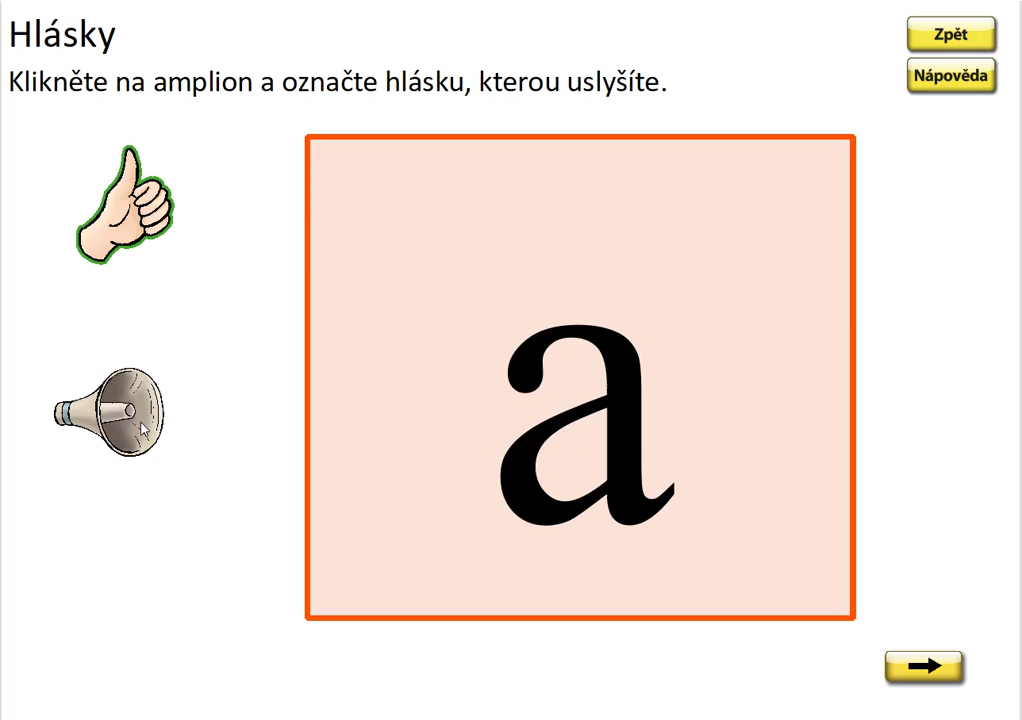 Hlásky
Zpět
Klikněte na amplion a označte hlásku, kterou uslyšíte.
Nápověda
a